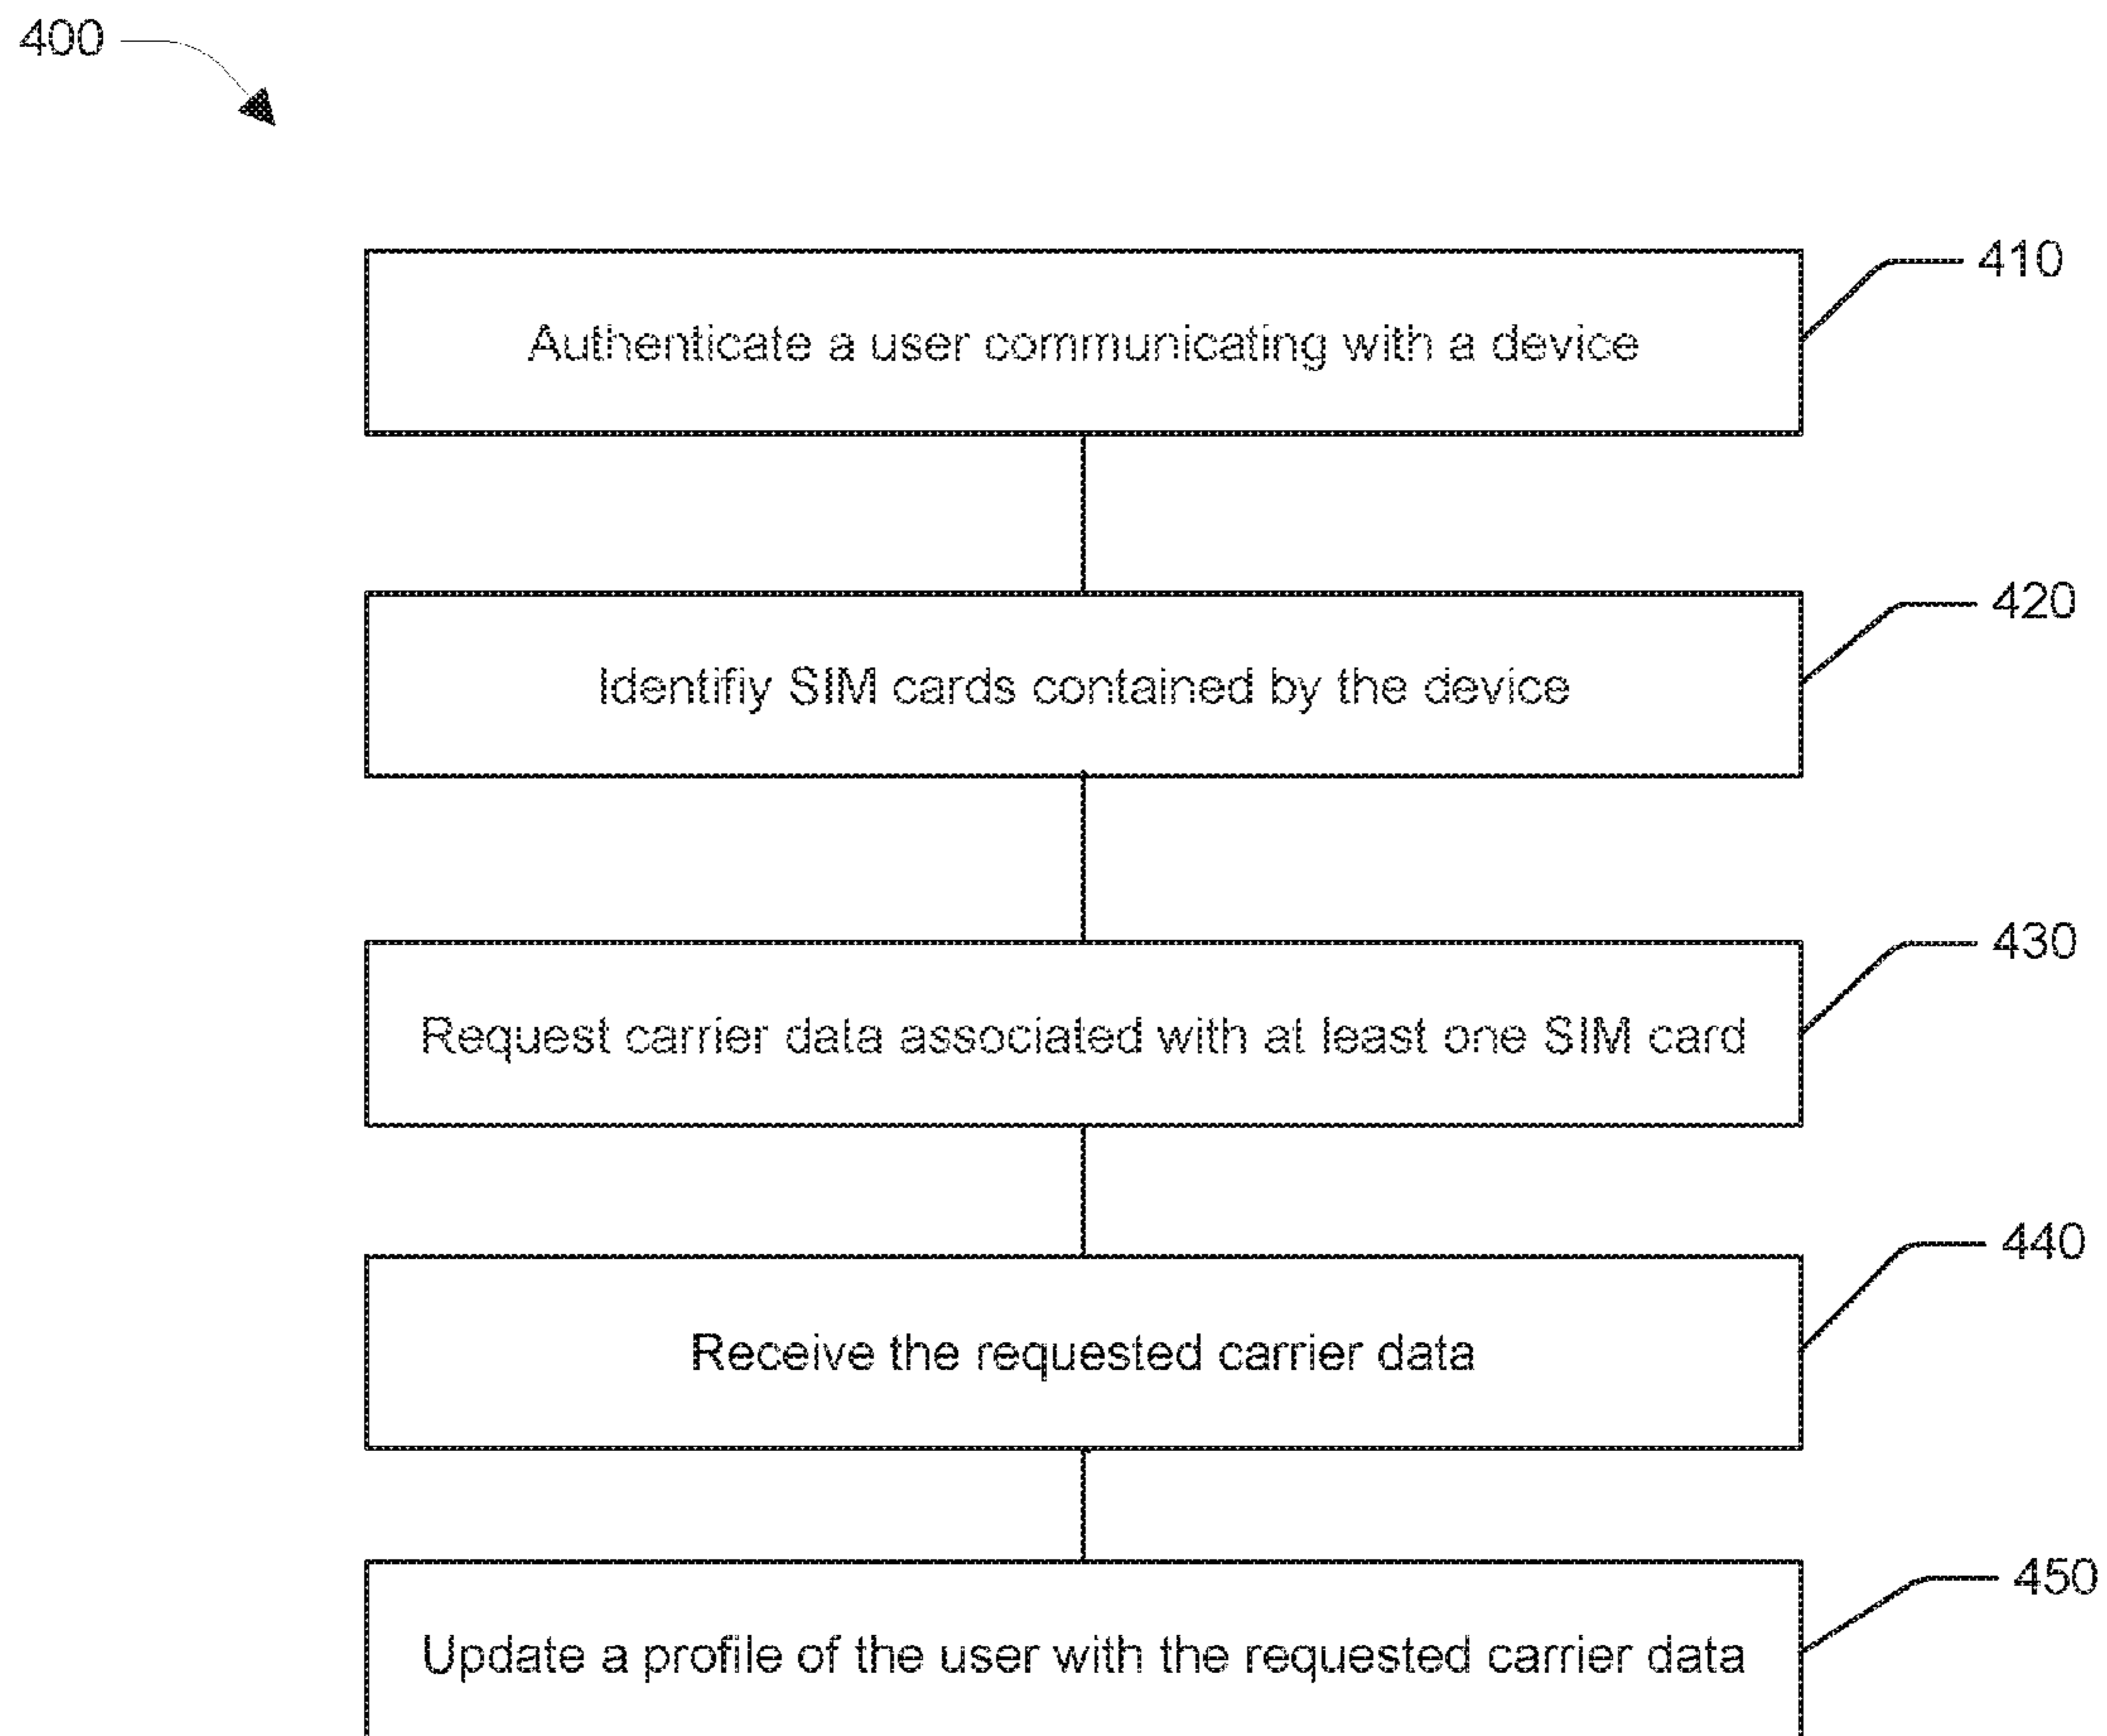 400
410
Authenticate a user communicating with a device
420
Identifiy SIM cards contained by the device
430
Request carrier data associated with at least one SIM card
440
Receive the requested carrier data
450
Update a profile of the user with the requested carrier data